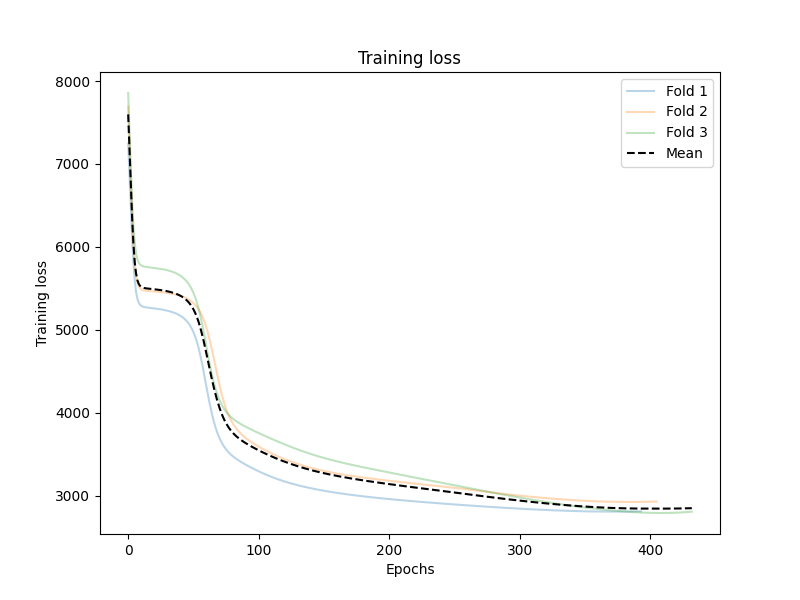 Training loss
8000
7000
6000
5000
4000
3000
Training loss
Fold 1
Fold 2
Fold 3
Mean
0
100
200
300
400
Epochs